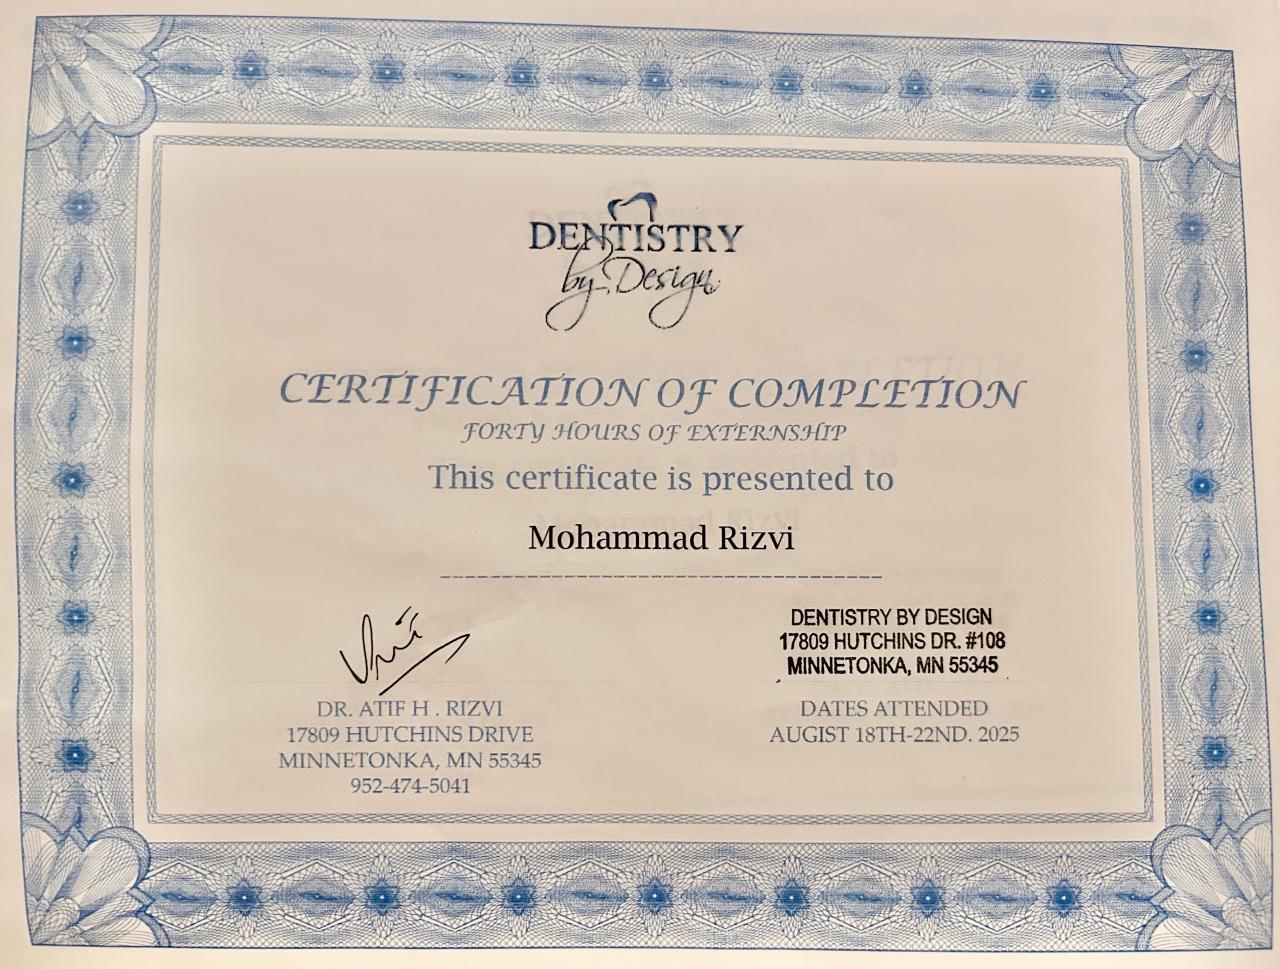 DENTISTRY
by Design
CERTIFICATION OF COMPLETION
FORTY HOURS OF EXTERNSHIP
This certificate is presented to
Mohammad Rizvi
DENTISTRY BY DESIGN
17809 HUTCHINS DR. #108
MINNETONKA, MN 55345
DR. ATIF H . RIZVI
17809 HUTCHINS DRIVE
MINNETONKA, MN 55345
952-474-5041
DATES ATTENDED
AUGIST 18TH-22ND. 2025